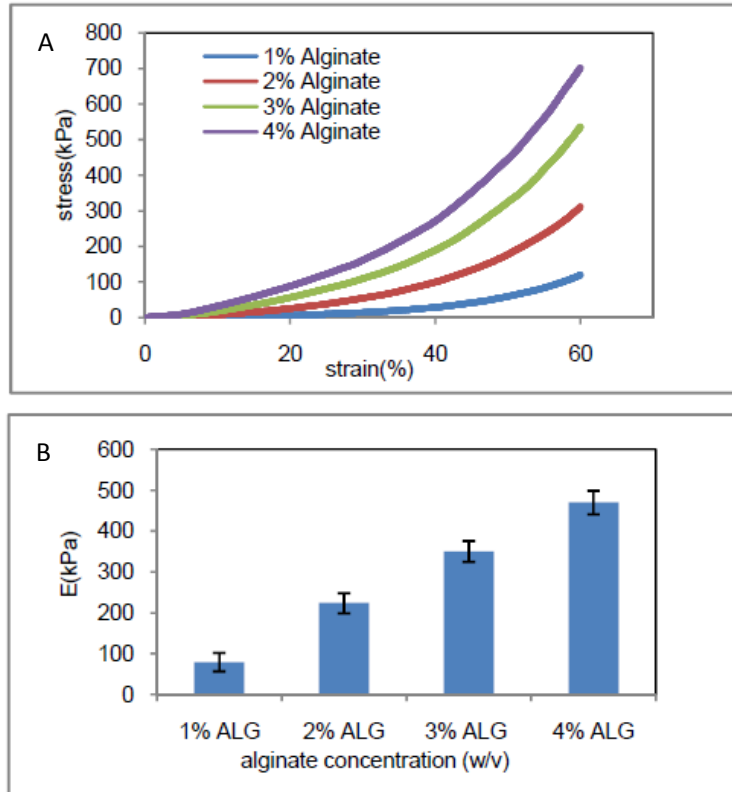 A
800
700
600
500
400
300
200
100
0
stress(kPa)
1% Alginate
2% Alginate
3% Alginate
4% Alginate
0 20 40 60
strain(%)
B
600
500
400
300
200
100
0
E(kPa)
1% ALG 2% ALG 3% ALG 4% ALG
alginate concentration (w/v)